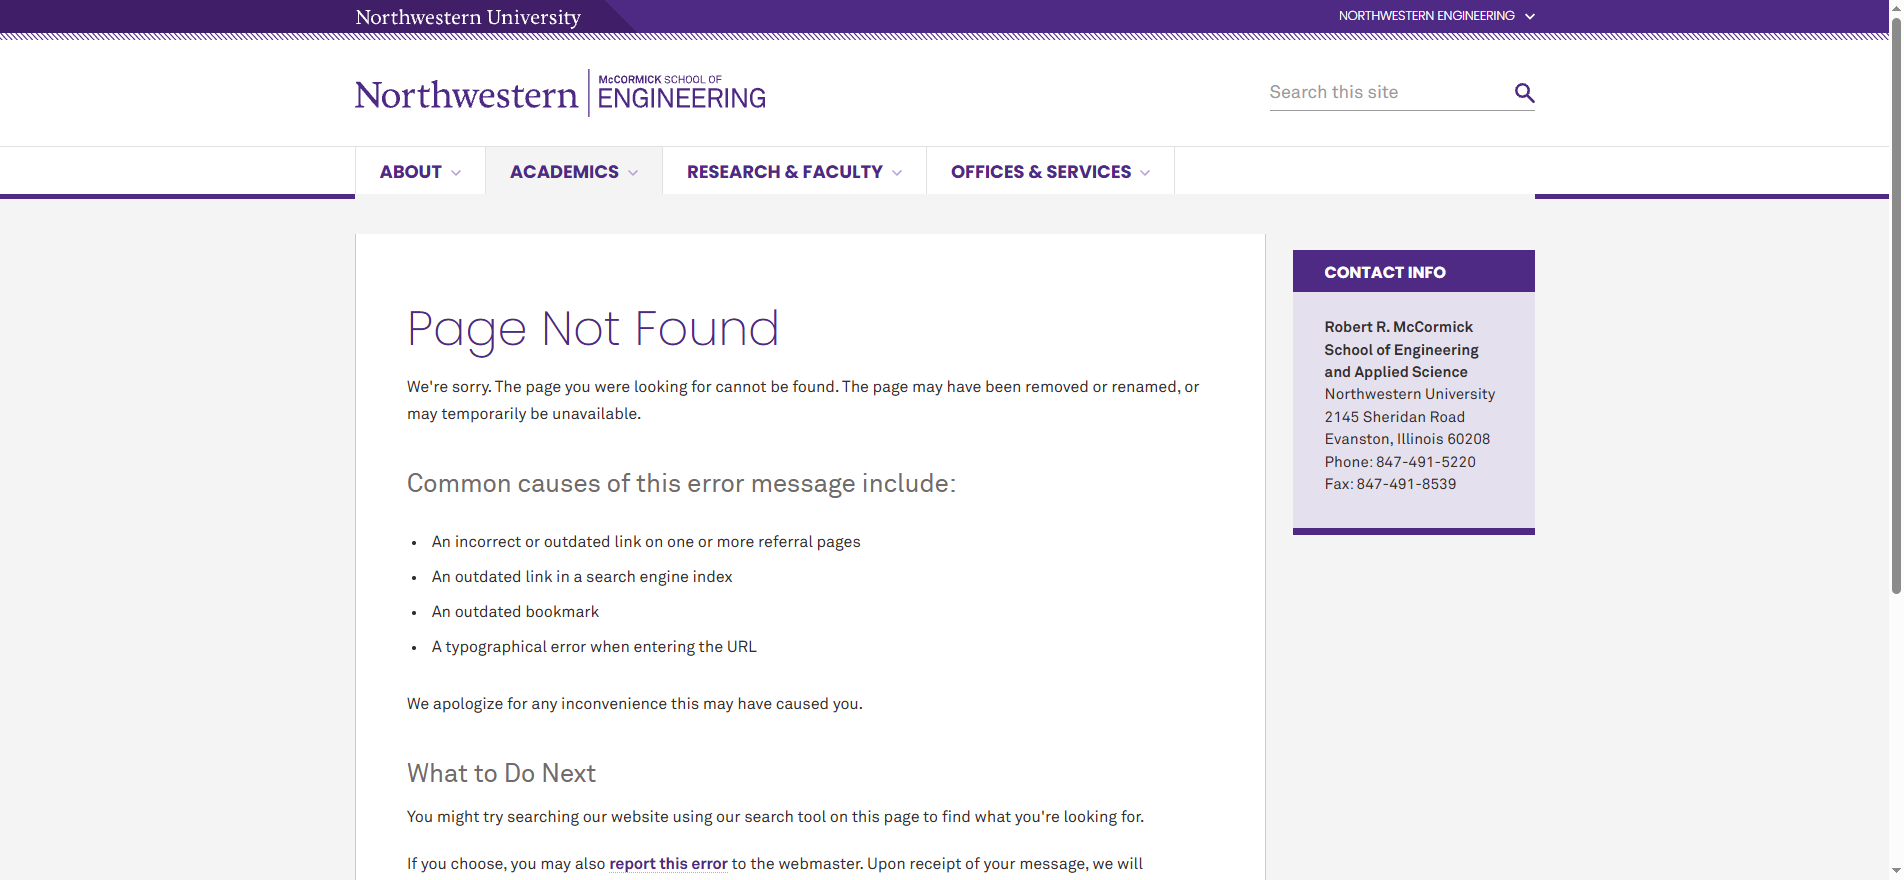 Northwestern University
NORTHWESTERN ENGINEERING
Northwestern
McCORMICK SCHOOL OF
ENGINEERING
Search this site
ABOUT
ACADEMICS
RESEARCH & FACULTY
OFFICES & SERVICES
Page Not Found
We're sorry. The page you were looking for cannot be found. The page may have been removed or renamed, or
may temporarily be unavailable.
Common causes of this error message include:
• An incorrect or outdated link on one or more referral pages
• An outdated link in a search engine index
• An outdated bookmark
• A typographical error when entering the URL
We apologize for any inconvenience this may have caused you.
What to Do Next
You might try searching our website using our search tool on this page to find what you're looking for.
If you choose, you may also report this error to the webmaster. Upon receipt of your message, we will
CONTACT INFO
Robert R. McCormick
School of Engineering
and Applied Science
Northwestern University
2145 Sheridan Road
Evanston, Illinois 60208
Phone: 847-491-5220
Fax: 847-491-8539